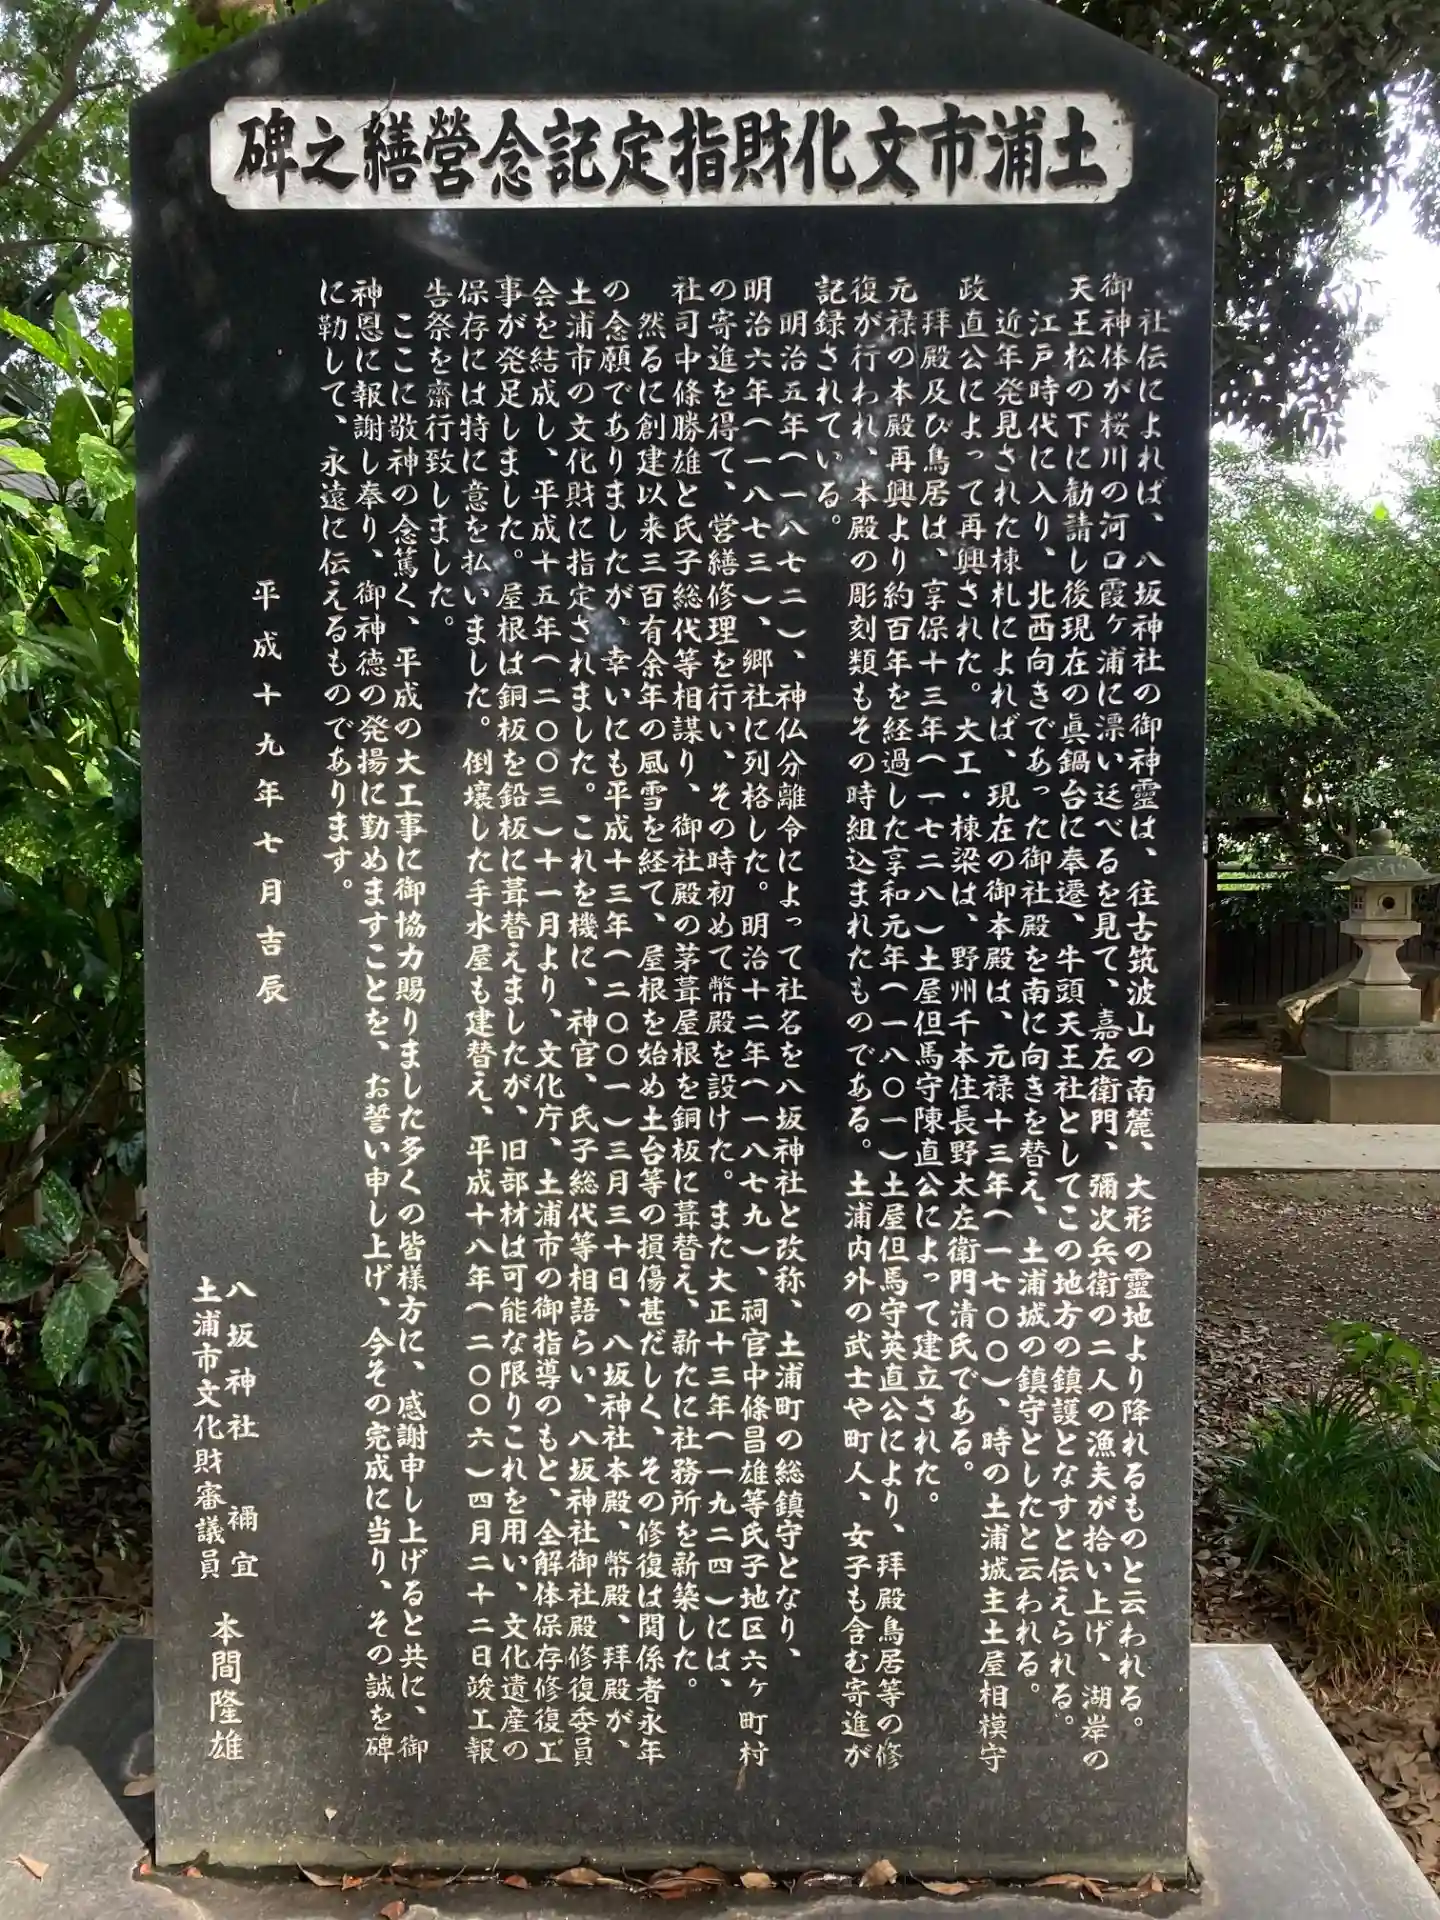 土浦市文化財指定記念營繕之碑
社伝によれば、八坂神社の御神靈は、往古筑波山の南麓、大形の靈地より降れるものと云われる。
御神体が桜川の河口霞ヶ浦に漂い迂べるを見て、嘉左衛門、彌次兵衛の二人の漁夫が拾い上げ、湖岸の
天王松の下に勧請し後現在の眞鍋台に奉遷、牛頭天王社としてこの地方の鎮護となすと伝えられる。
江戸時代に入り、北西向きであった御社殿を南に向きを替え、土浦城の鎮守としたと云われる。
近年発見された棟札によれば、現在の御本殿は、元禄十三年(一七〇〇)、時の土浦城主土屋相模守
政直公によって再興された。大工・棟梁は、野州千本住長野太左衛門清氏である。
拝殿及び鳥居は、享保十三年(一七二八)土屋但馬守陳直公によって建立された。
元禄の本殿再興より約百年を経過した享和元年(一八〇一)土屋但馬守英直公により、拝殿鳥居等の修
復が行われ、本殿の彫刻類もその時組込まれたものである。土浦内外の武士や町人、女子も含む寄進が
記録されている。
明治五年(一八七二)、神仏分離令によって社名を八坂神社と改称、土浦町の総鎮守となり、
明治六年(一八七三)、郷社に列格した。明治十二年(一八七九)、祠官中條昌雄等氏子地区六ヶ町村
の寄進を得て、営繕修理を行い、その時初めて幣殿を設けた。また大正十三年(一九二四)には、
社司中條勝雄と氏子総代等相謀り、御社殿の茅葺屋根を銅板に葺替え、新たに社務所を新築した。
然るに創建以来三百有余年の風雪を経て、屋根を始め土台等の損傷甚だしく、その修復は関係者永年
の念願でありましたが、幸いにも平成十三年(二〇〇一)三月三十日、八坂神社本殿、幣殿、拝殿が、
土浦市の文化財に指定されました。これを機に、神官、氏子総代等相語らい、八坂神社御社殿修復委員
会を結成し、平成十五年(二〇〇三)十一月より、文化庁、土浦市の御指導のもと、全解体保存修復工
事が発足しました。屋根は銅板を鉛板に葺替えましたが、旧部材は可能な限りこれを用い、文化遺産の
保存には特に意を払いました。倒壊した手水屋も建替え、平成十八年(二〇〇六)四月二十二日竣工報
告祭を齋行致しました。
ここに敬神の念篤く、平成の大工事に御協力賜りました多くの皆様方に、感謝申し上げると共に、御
神恩に報謝し奉り、御神徳の発揚に勤めますことを、お誓い申し上げ、今その完成に当り、その誠を碑
に勒して、永遠に伝えるものであります。
平成十九年七月吉辰
八坂神社 禰宜
土浦市文化財審議員 本間隆雄